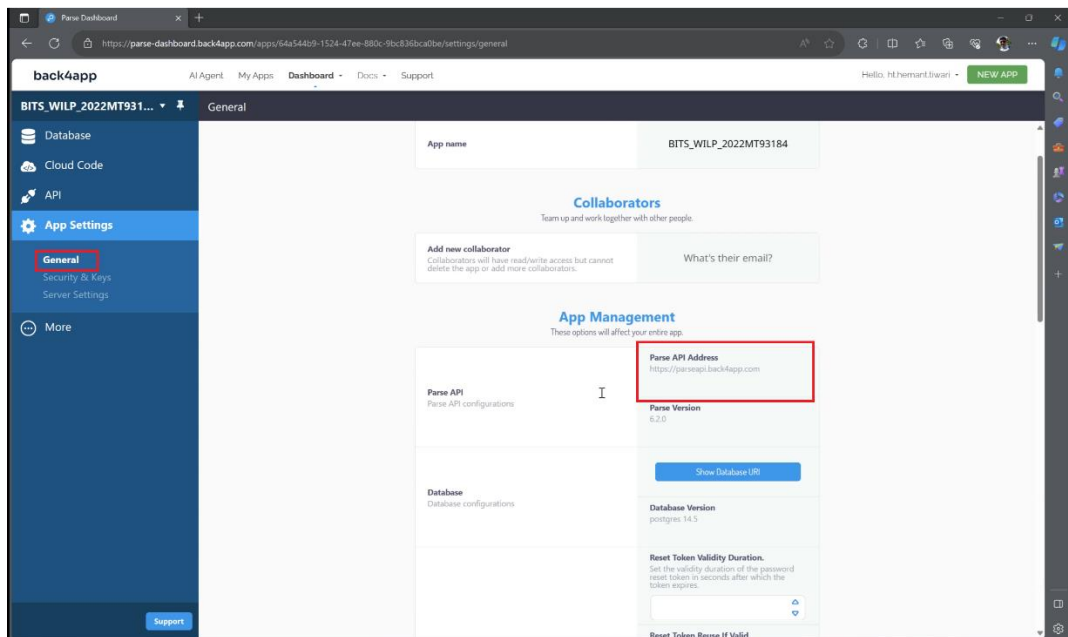 Parse Dashboard
https://parse-dashboard.back4app.com/apps/64a544b9-1524-47ee-880c-9bc836bca0be/settings/general
back4app
AI Agent My Apps Dashboard Docs Support
Hello, ht.hemant.tiwari
NEW APP
BITS_WILP_2022MT931...
General
Database
Cloud Code
API
App Settings
General
Security & Keys
Server Settings
More
Support
App name
BITS_WILP_2022MT93184
Collaborators
Team up and work together with other people.
Add new collaborator
Collaborators will have read/write access but cannot
delete the app or add more collaborators.
What's their email?
App Management
These options will affect your entire app.
Parse API
Parse API configurations
Parse API Address
https://parseapi.back4app.com
Parse Version
6.2.0
Database
Database configurations
Show Database URI
Database Version
postgres 14.5
Reset Token Validity Duration.
Set the validity duration of the password
reset token in seconds after which the
token expires.
Reset Token Reuse If Valid